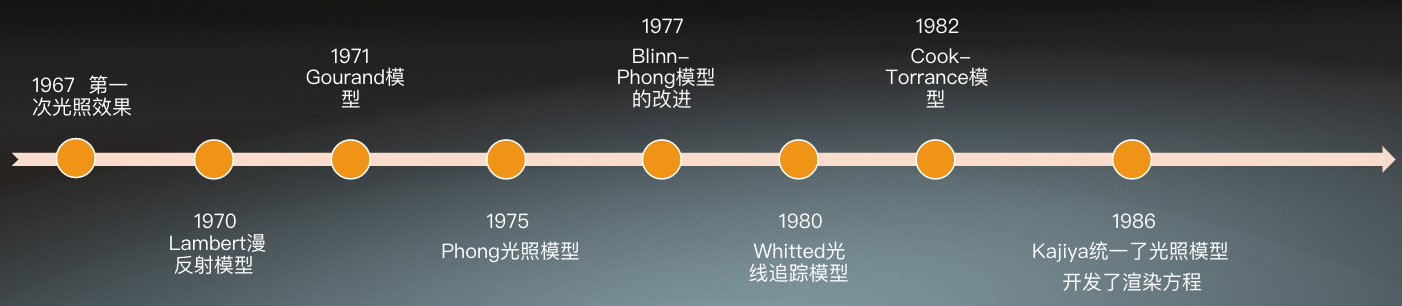 1967 第一
次光照效果
1970
Lambert漫
反射模型
1971
Gourand模
型
1975
Phong光照模型
1977
Blinn–
Phong模型
的改进
1980
Whitted光
线追踪模型
1982
Cook–
Torrance模
型
1986
Kajiya统一了光照模型
开发了渲染方程